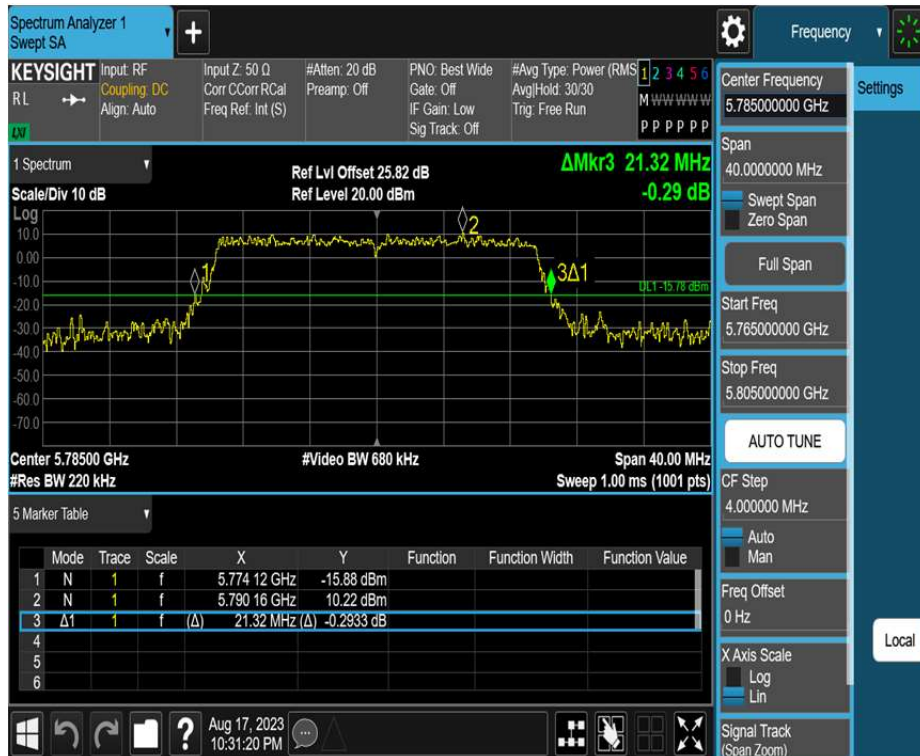 Spectrum Analyzer 1
Swept SA
+
Frequency
KEYSIGHT
RL
LXI
Input: RF
Coupling: DC
Align: Auto
Input Z: 50 Ω
Corr CCorr RCal
Freq Ref: Int (S)
#Atten: 20 dB
Preamp: Off
PNO: Best Wide
Gate: Off
IF Gain: Low
Sig Track: Off
#Avg Type: Power (RMS
Avg|Hold: 30/30
Trig: Free Run
1 2 3 4 5 6
M W W W W W
P P P P P P
Settings
1 Spectrum
Scale/Div 10 dB
Ref Lvl Offset 25.82 dB
Ref Level 20.00 dBm
ΔMkr3 21.32 MHz
-0.29 dB
Log
10.0
0.00
-10.0
-20.0
-30.0
-40.0
-50.0
-60.0
-70.0
1
2
3Δ1
DL1 -15.78 dBm
Center 5.78500 GHz
#Res BW 220 kHz
#Video BW 680 kHz
Span 40.00 MHz
Sweep 1.00 ms (1001 pts)
5 Marker Table
Mode Trace Scale X Y Function Function Width Function Value
1 N 1 f 5.774 12 GHz -15.88 dBm
2 N 1 f 5.790 16 GHz 10.22 dBm
3 Δ1 1 f (Δ) 21.32 MHz (Δ) -0.2933 dB
4
5
6
Aug 17, 2023
10:31:20 PM
?
Center Frequency
5.785000000 GHz
Span
40.0000000 MHz
Swept Span
Zero Span
Full Span
Start Freq
5.765000000 GHz
Stop Freq
5.805000000 GHz
AUTO TUNE
CF Step
4.000000 MHz
Auto
Man
Freq Offset
0 Hz
X Axis Scale
Log
Lin
Signal Track
(Span Zoom)
Local